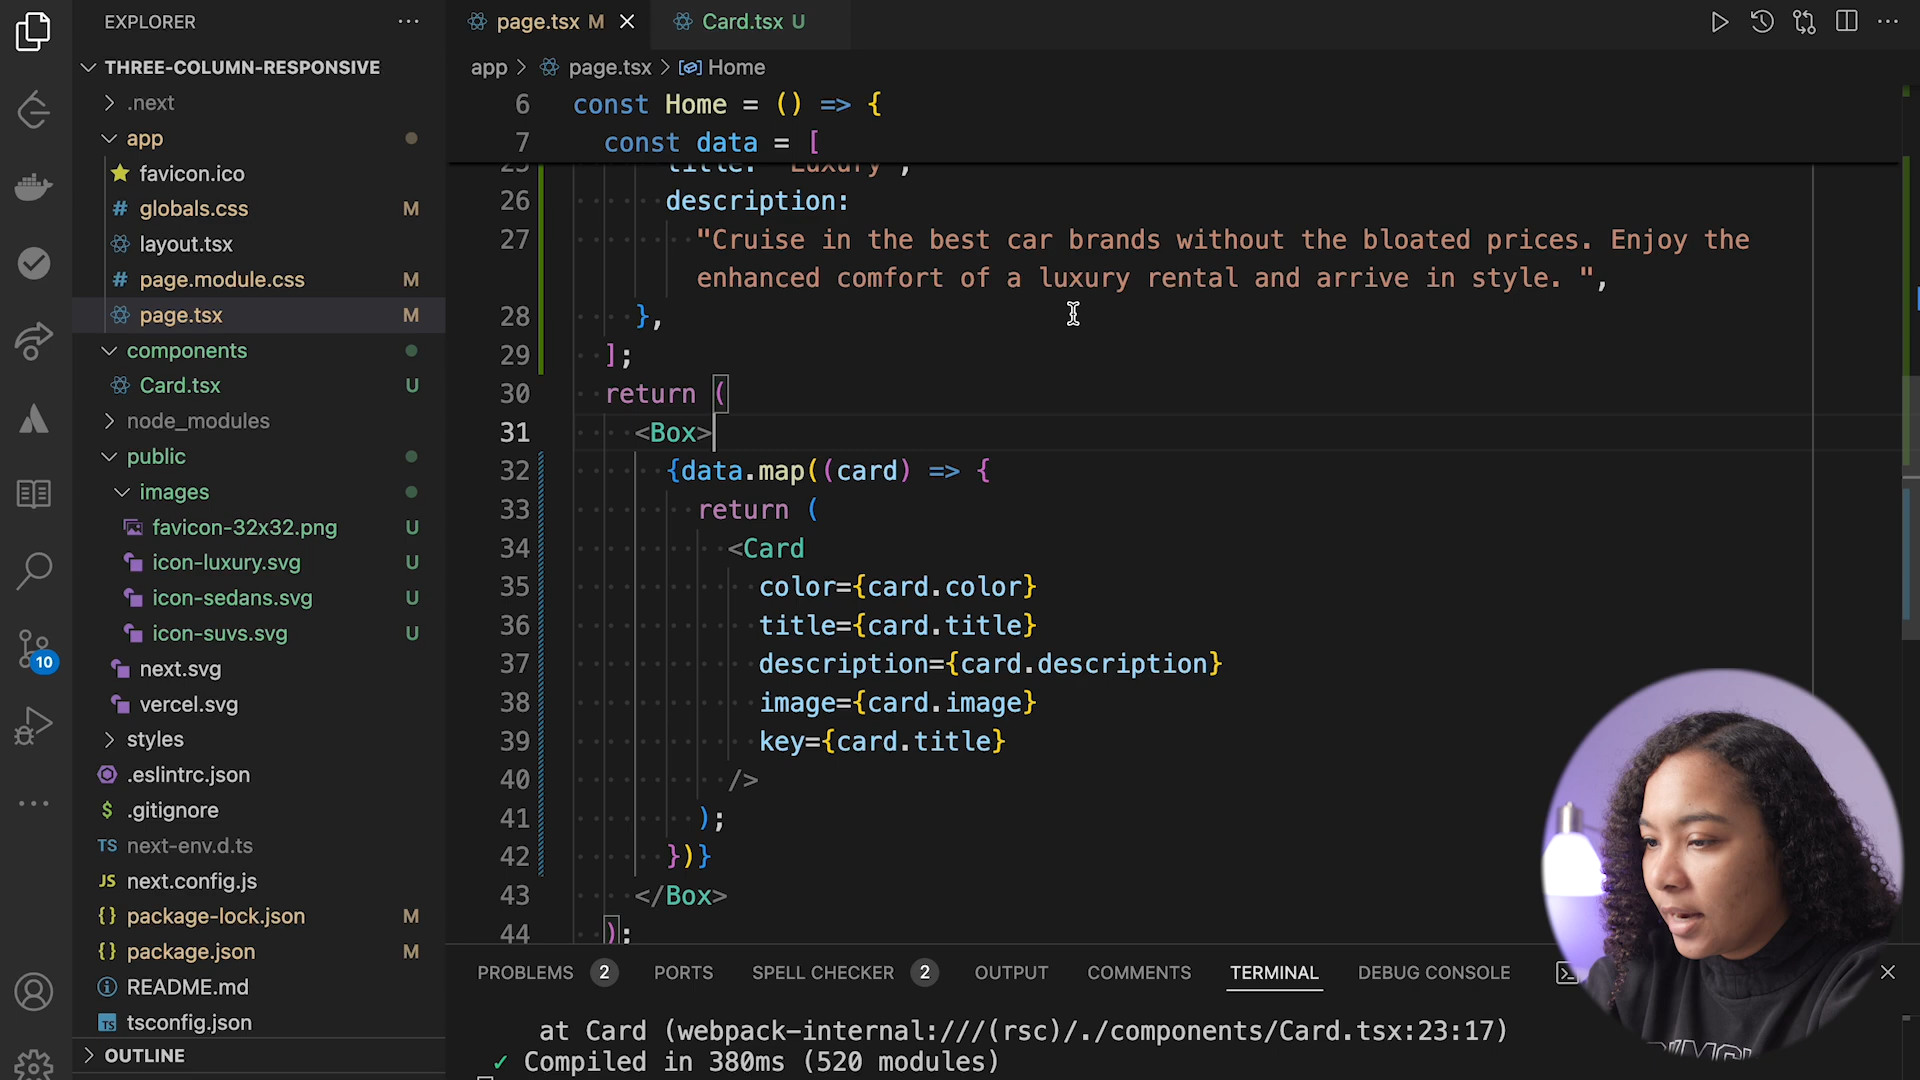 EXPLORER
THREE-COLUMN-RESPONSIVE
.next
app
favicon.ico
globals.css M
layout.tsx
page.module.css M
page.tsx M
components
Card.tsx U
node_modules
public
images
favicon-32x32.png U
icon-luxury.svg U
icon-sedans.svg U
icon-suvs.svg U
next.svg
vercel.svg
styles
.eslintrc.json
$ .gitignore
TS next-env.d.ts
JS next.config.js
{} package-lock.json M
{} package.json M
README.md
TS tsconfig.json
OUTLINE
10
page.tsx M
Card.tsx U
app > page.tsx > Home
6 const Home = () => {
7 const data = [
25 title: "Luxury",
26 description:
27 "Cruise in the best car brands without the bloated prices. Enjoy the
enhanced comfort of a luxury rental and arrive in style. ",
28 },
29 ];
30 return (
31 <Box>
32 {data.map((card) => {
33 return (
34 <Card
35 color={card.color}
36 title={card.title}
37 description={card.description}
38 image={card.image}
39 key={card.title}
40 />
41 );
42 })}
43 </Box>
44 );
PROBLEMS 2 PORTS SPELL CHECKER 2 OUTPUT COMMENTS TERMINAL DEBUG CONSOLE
at Card (webpack-internal:///(rsc)/./components/Card.tsx:23:17)
✓ Compiled in 380ms (520 modules)